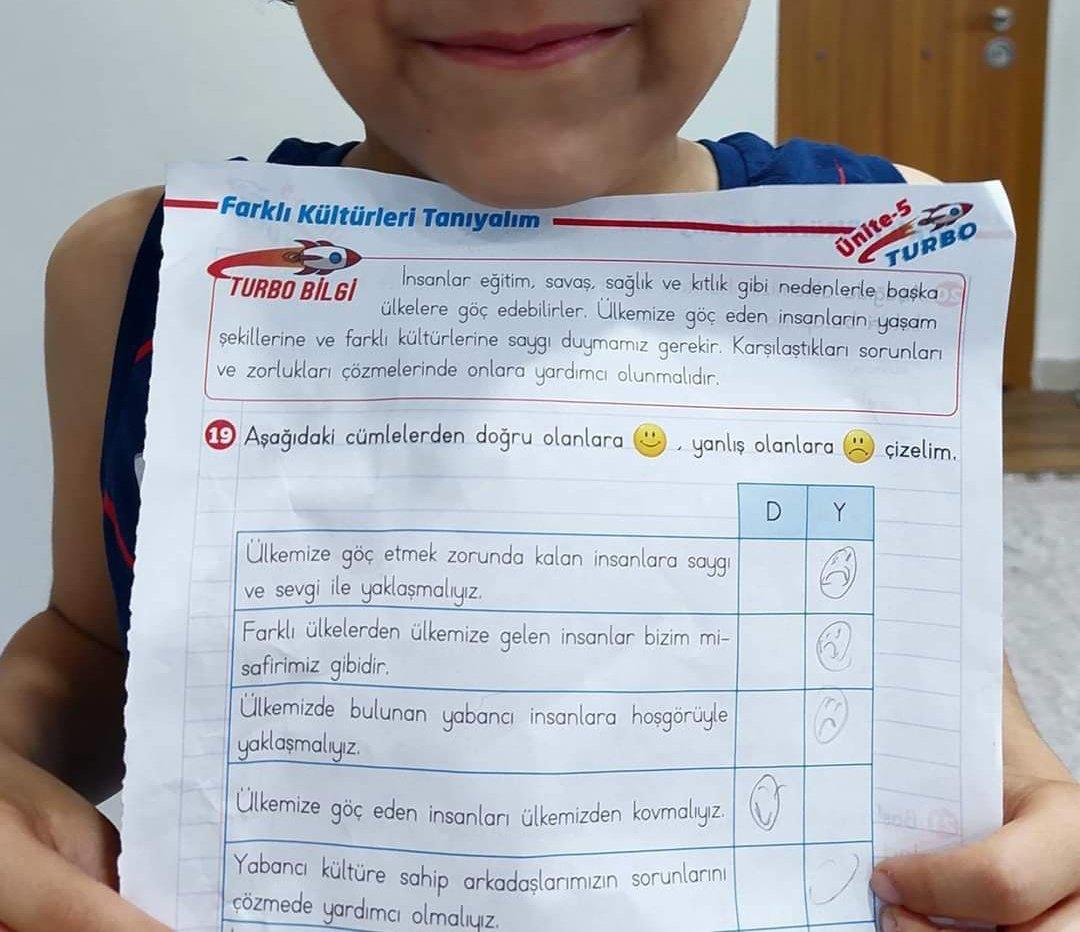 Farklı Kültürleri Tanıyalım
Ünite-5
TURBO
TURBO BİLGİ
İnsanlar eğitim, savaş, sağlık ve kıtlık gibi nedenlerle başka
ülkelere göç edebilirler. Ülkemize göç eden insanların yaşam
şekillerine ve farklı kültürlerine saygı duymamız gerekir. Karşılaştıkları sorunları
ve zorlukları çözmelerinde onlara yardımcı olunmalıdır.
19 Aşağıdaki cümlelerden doğru olanlara , yanlış olanlara çizelim.
D Y
Ülkemize göç etmek zorunda kalan insanlara saygı
ve sevgi ile yaklaşmalıyız.
Farklı ülkelerden ülkemize gelen insanlar bizim mi-
safirimiz gibidir.
Ülkemizde bulunan yabancı insanlara hoşgörüyle
yaklaşmalıyız.
Ülkemize göç eden insanları ülkemizden kovmalıyız.
Yabancı kültüre sahip arkadaşlarımızın sorunlarını
çözmede yardımcı olmalıyız.